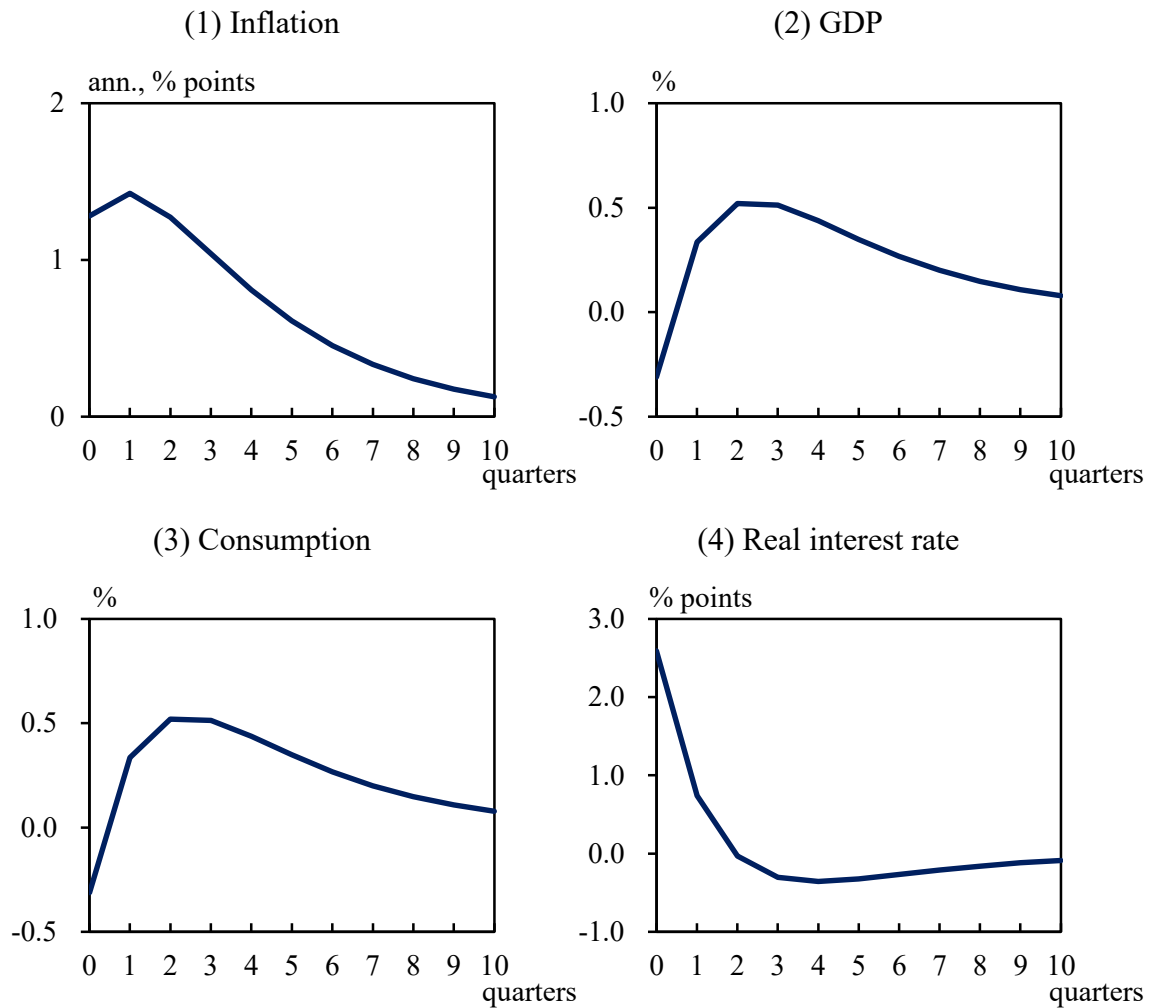 (1) Inflation
ann., % points
2
1
0
0 1 2 3 4 5 6 7 8 9 10
quarters
(2) GDP
%
1.0
0.5
0.0
-0.5
0 1 2 3 4 5 6 7 8 9 10
quarters
(3) Consumption
%
1.0
0.5
0.0
-0.5
0 1 2 3 4 5 6 7 8 9 10
quarters
(4) Real interest rate
% points
3.0
2.0
1.0
0.0
-1.0
0 1 2 3 4 5 6 7 8 9 10
quarters